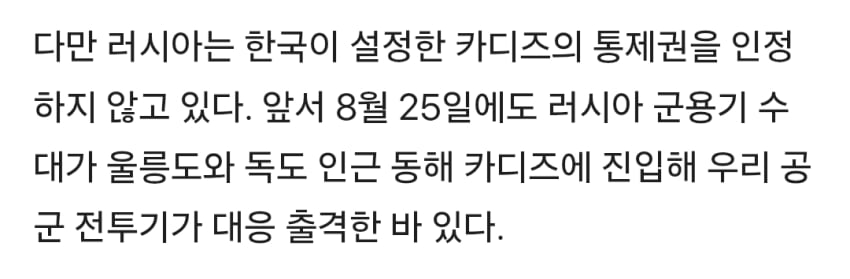 다만 러시아는 한국이 설정한 카디즈의 통제권을 인정
하지 않고 있다. 앞서 8월 25일에도 러시아 군용기 수
대가 울릉도와 독도 인근 동해 카디즈에 진입해 우리 공
군 전투기가 대응 출격한 바 있다.